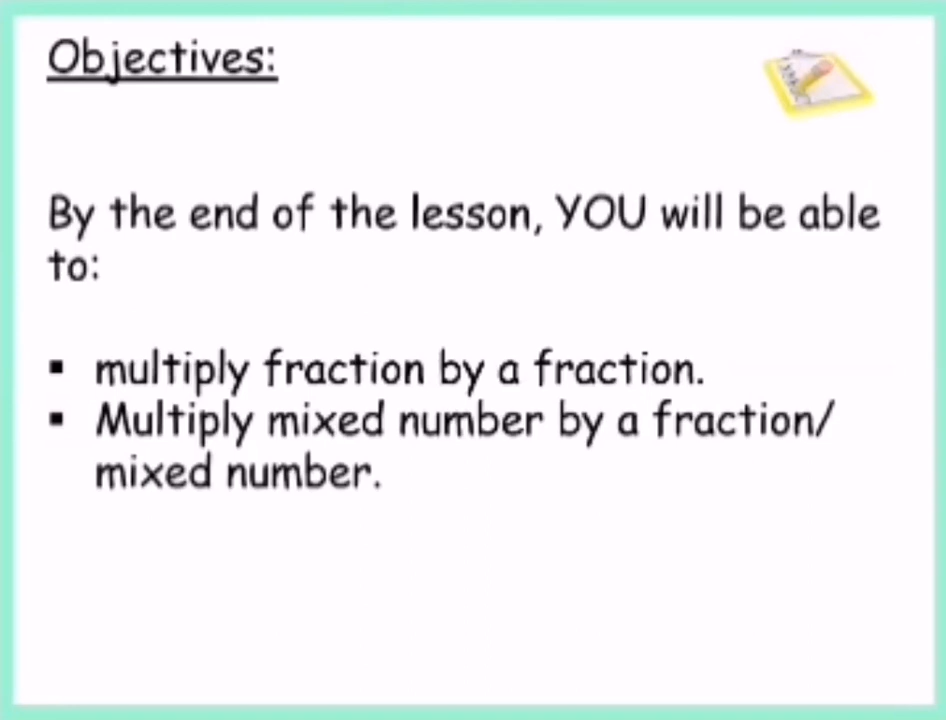 Objectives:
By the end of the lesson, YOU will be able
to:
▪ multiply fraction by a fraction.
▪ Multiply mixed number by a fraction/
mixed number.